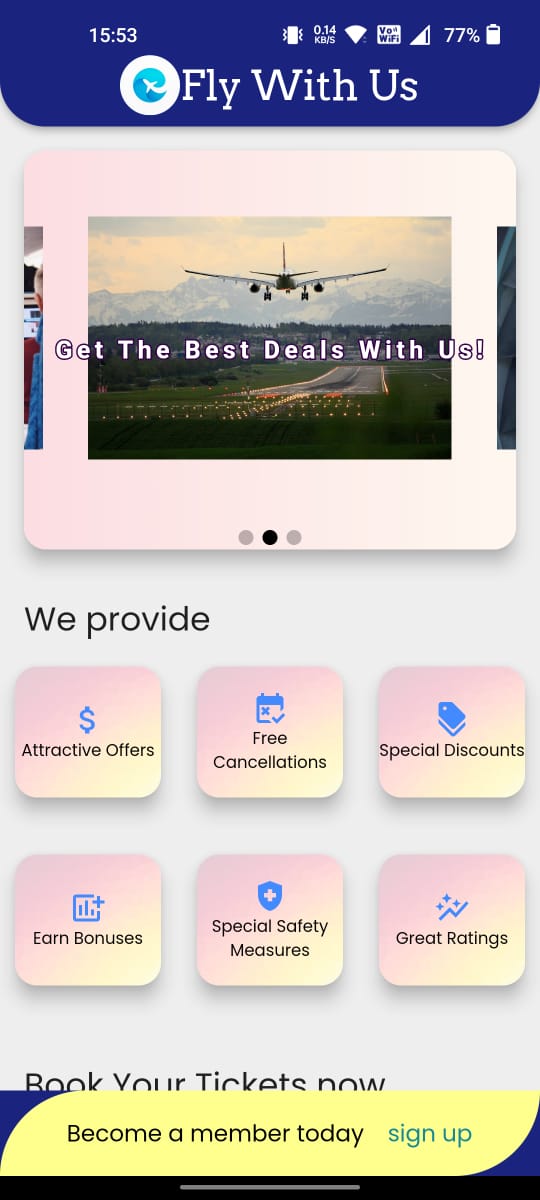 15:53
0.14
KB/S
Vo))
WiFi
77%
Fly With Us
Get The Best Deals With Us!
We provide
Attractive Offers
Free
Cancellations
Special Discounts
Earn Bonuses
Special Safety
Measures
Great Ratings
Book Your Tickets now
Become a member today sign up